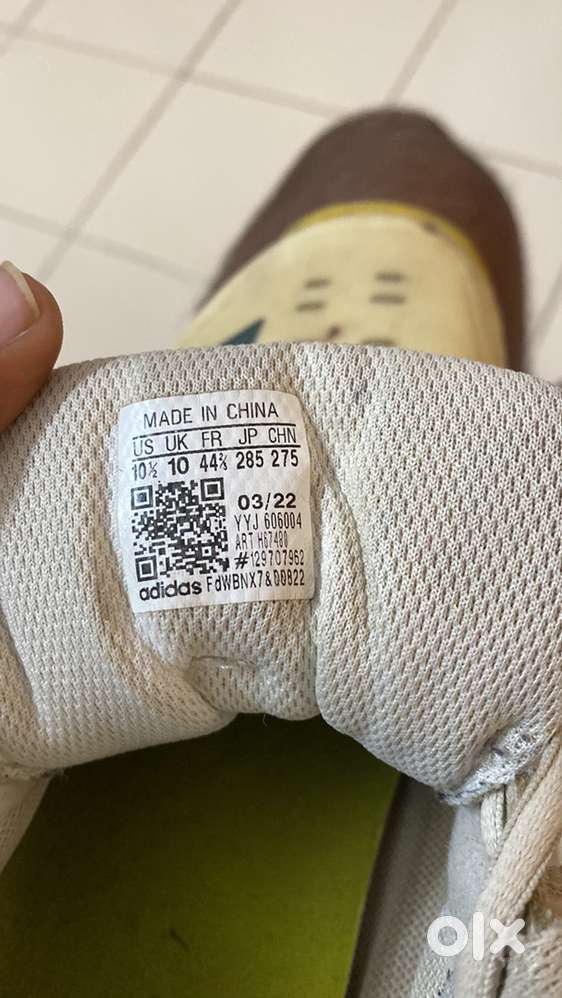 MADE IN CHINA
US UK FR JP CHN
10½ 10 44⅔ 285 275
03/22
YYJ 606004
ART H67480
#129707962
adidas FdWBNX7&D0822
olx